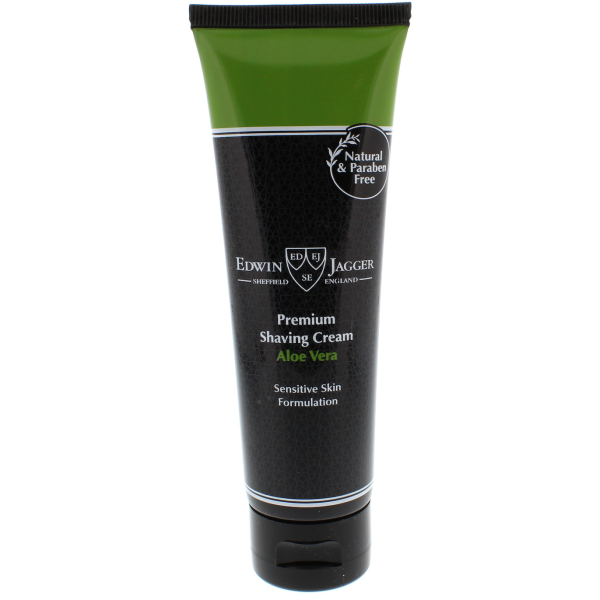 Natural
& Paraben
Free
EDWIN JAGGER
ED EJ
SE
SHEFFIELD ENGLAND
Premium
Shaving Cream
Aloe Vera
Sensitive Skin
Formulation